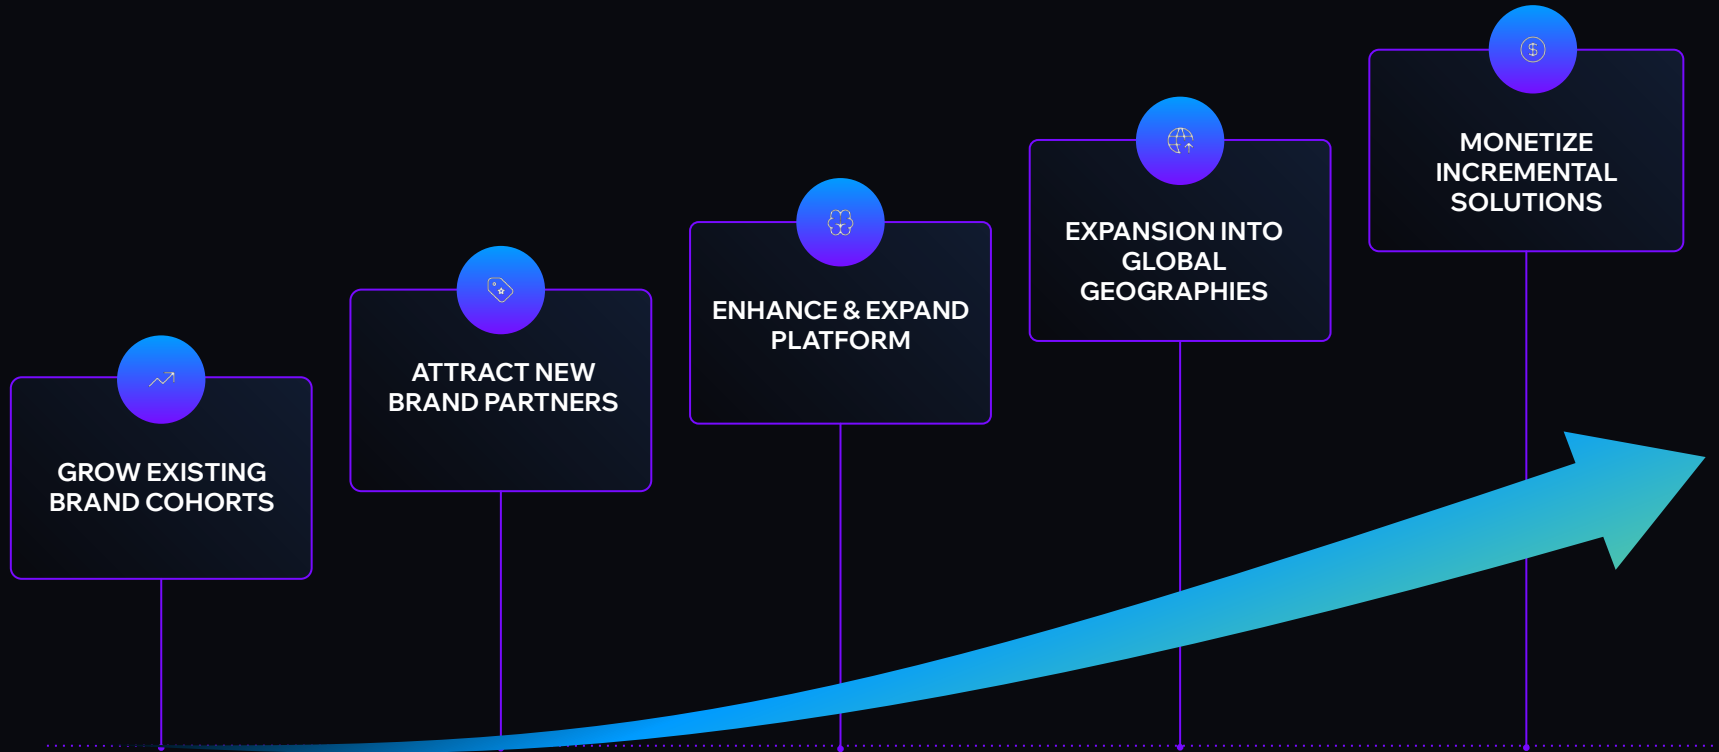 GROW EXISTING
BRAND COHORTS
ATTRACT NEW
BRAND PARTNERS
ENHANCE & EXPAND
PLATFORM
EXPANSION INTO
GLOBAL
GEOGRAPHIES
MONETIZE
INCREMENTAL
SOLUTIONS